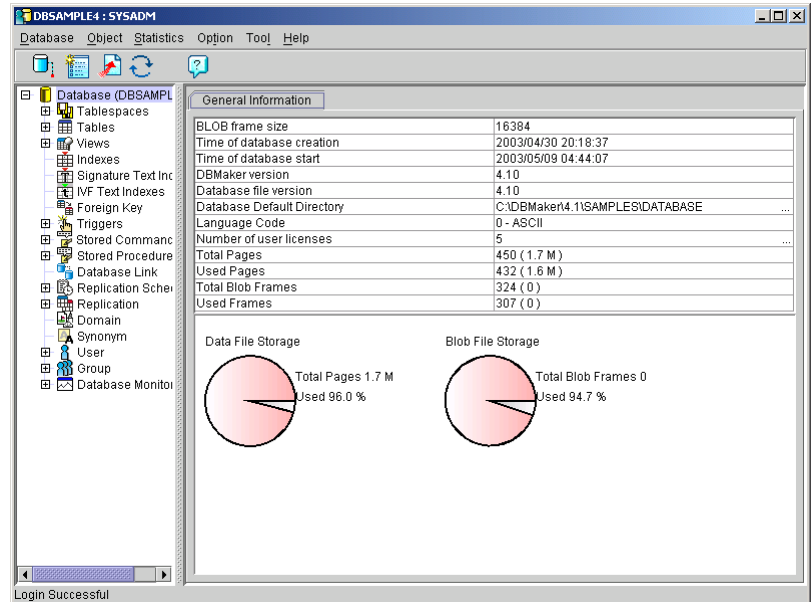 DBSAMPLE4 : SYSADM
Database Object Statistics Option Tool Help
Database (DBSAMPL
Tablespaces
Tables
Views
Indexes
Signature Text Ind
IVF Text Indexes
Foreign Key
Triggers
Stored Commanc
Stored Procedure
Database Link
Replication Sche
Replication
Domain
Synonym
User
Group
Database Monito
General Information
BLOB frame size 16384
Time of database creation 2003/04/30 20:18:37
Time of database start 2003/05/09 04:44:07
DBMaker version 4.10
Database file version 4.10
Database Default Directory C:\DBMaker\4.1\SAMPLES\DATABASE ...
Language Code 0 - ASCII
Number of user licenses 5 ...
Total Pages 450 ( 1.7 M )
Used Pages 432 ( 1.6 M )
Total Blob Frames 324 ( 0 )
Used Frames 307 ( 0 )
Data File Storage
Total Pages 1.7 M
Used 96.0 %
Blob File Storage
Total Blob Frames 0
Used 94.7 %
Login Successful